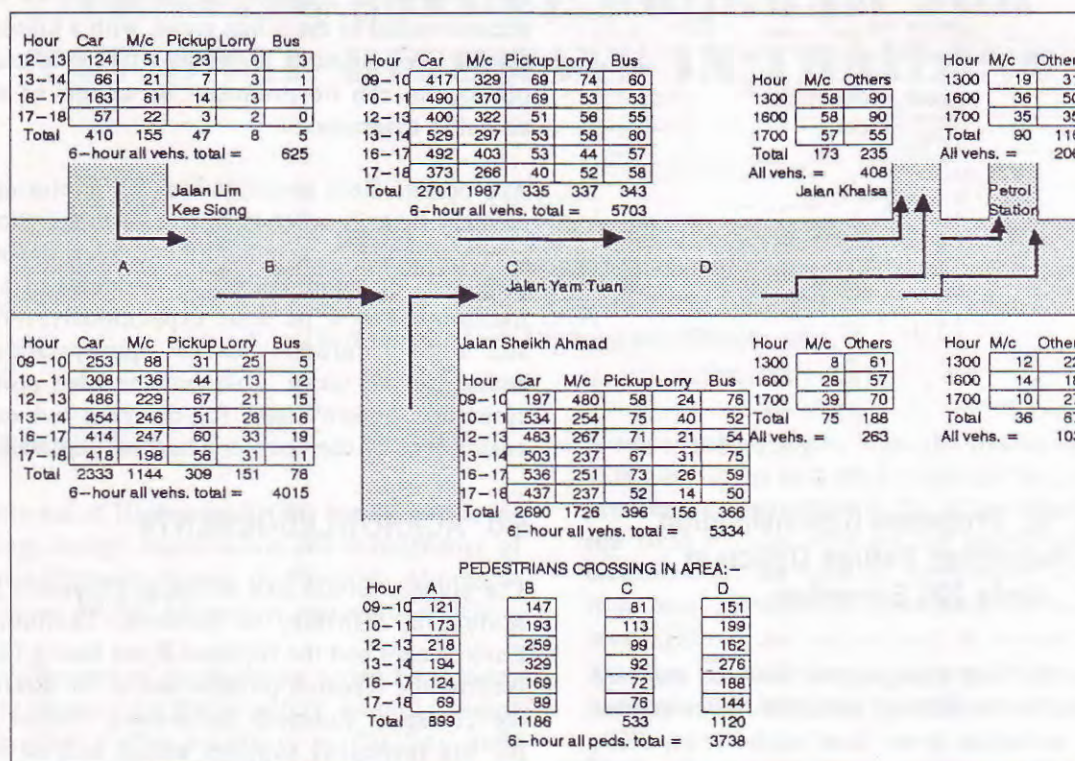 Hour Car M/c Pickup Lorry Bus
12-13 124 51 23 0 3
13-14 66 21 7 3 2
16-17 163 61 14 3 0
17-18 57 22 3 2 0
Total 410 155 47 8 5
6-hour all vehs. total = 625
Hour Car M/c Pickup Lorry Bus
09-10 417 329 69 74 60
10-11 490 370 69 53 53
12-13 400 322 51 56 55
13-14 529 297 53 58 60
16-17 492 403 53 44 57
17-18 373 266 40 52 58
Total 2701 1987 335 337 343
6-hour all vehs. total = 5703
Hour M/c Others
1300 58 90
1600 58 90
1700 57 55
Total 173 235
All vehs. = 408
Hour M/c Other
1300 19 31
1600 36 50
1700 35 35
Total 90 116
All vehs. = 206
Jalan Lim
Kee Siong
Jalan Khalsa
Petrol
Station
A B C D
Jalan Yam Tuan
Hour Car M/c Pickup Lorry Bus
09-10 253 88 31 25 5
10-11 308 136 44 13 12
12-13 486 229 67 21 15
13-14 454 246 51 28 16
16-17 414 247 60 33 19
17-18 418 198 56 31 11
Total 2333 1144 309 151 78
6-hour all vehs. total = 4015
Jalan Sheikh Ahmad
Hour Car M/c Pickup Lorry Bus
09-10 197 480 58 24 76
10-11 534 254 75 40 52
12-13 483 267 71 21 54
13-14 503 237 67 31 75
16-17 536 251 73 26 59
17-18 437 237 52 14 50
Total 2690 1726 396 156 366
6-hour all vehs. total = 5334
Hour M/c Others
1300 8 61
1600 28 57
1700 39 70
Total 75 188
All vehs. = 263
Hour M/c Other
1300 12 22
1600 14 18
1700 10 27
Total 36 67
All vehs. = 103
PEDESTRIANS CROSSING IN AREA:-
Hour A B C D
09-10 121 147 81 151
10-11 173 193 113 199
12-13 218 259 99 162
13-14 194 329 92 276
16-17 124 169 72 188
17-18 69 89 76 144
Total 899 1186 533 1120
6-hour all peds. total = 3738